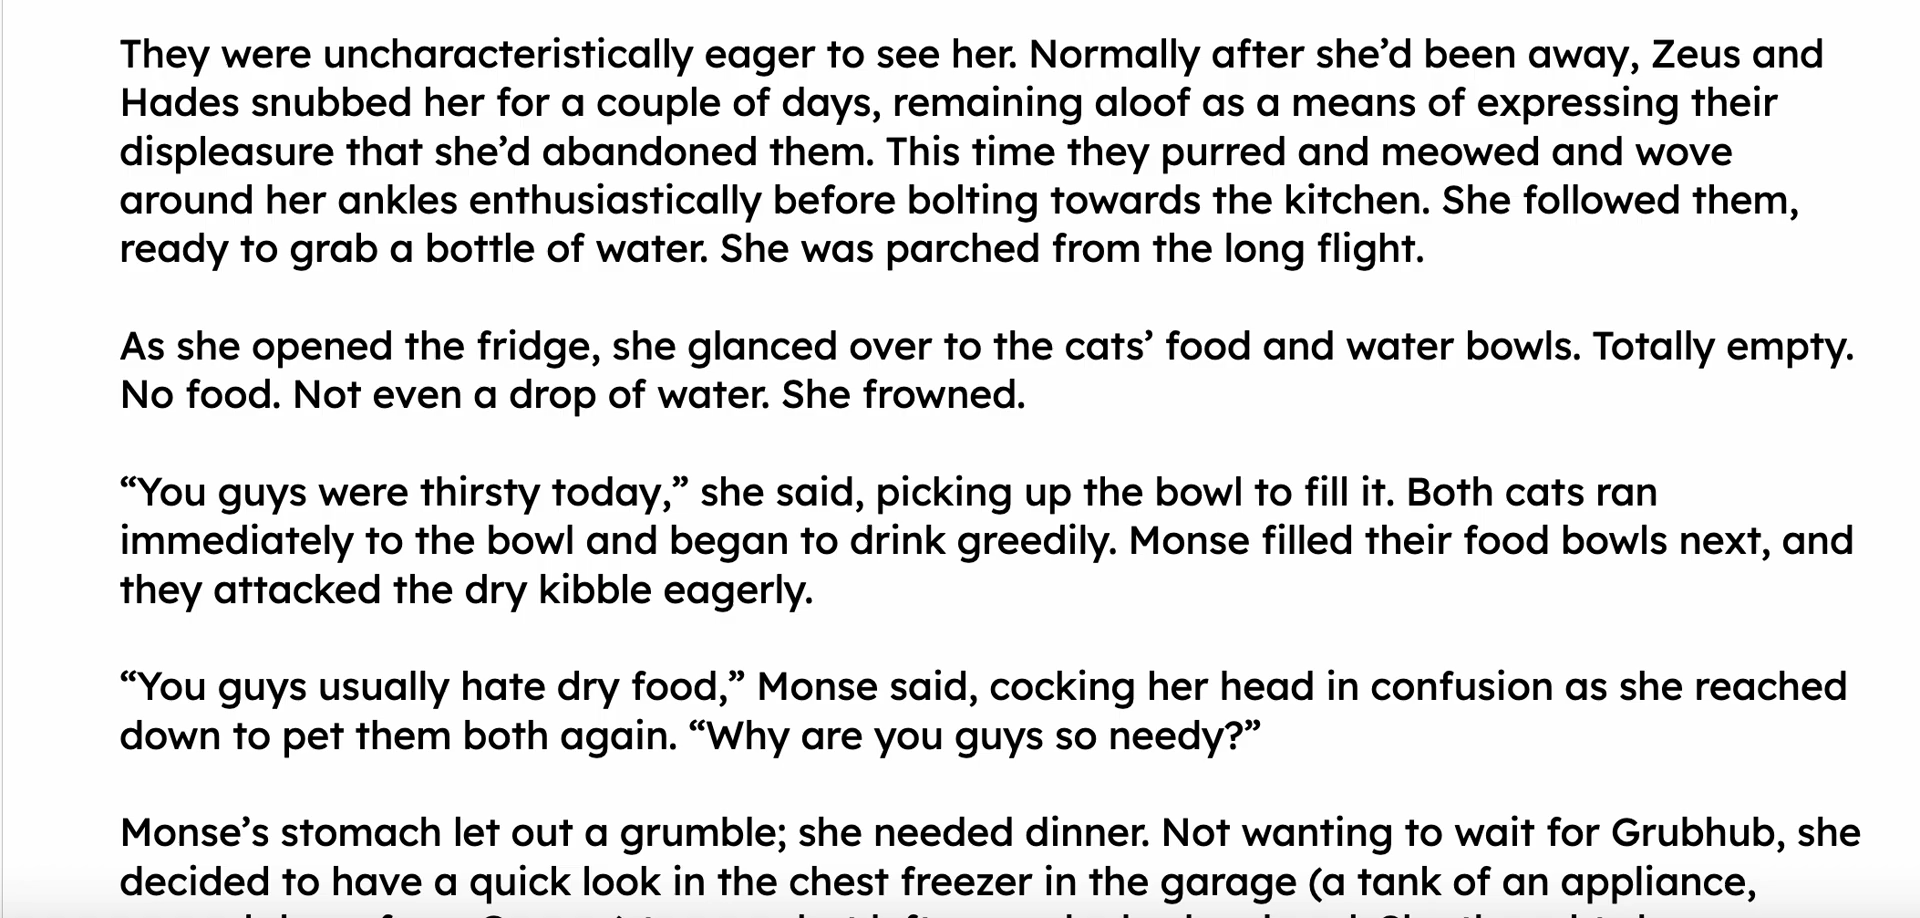 They were uncharacteristically eager to see her. Normally after she’d been away, Zeus and
Hades snubbed her for a couple of days, remaining aloof as a means of expressing their
displeasure that she’d abandoned them. This time they purred and meowed and wove
around her ankles enthusiastically before bolting towards the kitchen. She followed them,
ready to grab a bottle of water. She was parched from the long flight.
As she opened the fridge, she glanced over to the cats’ food and water bowls. Totally empty.
No food. Not even a drop of water. She frowned.
“You guys were thirsty today,” she said, picking up the bowl to fill it. Both cats ran
immediately to the bowl and began to drink greedily. Monse filled their food bowls next, and
they attacked the dry kibble eagerly.
“You guys usually hate dry food,” Monse said, cocking her head in confusion as she reached
down to pet them both again. “Why are you guys so needy?”
Monse’s stomach let out a grumble; she needed dinner. Not wanting to wait for Grubhub, she
decided to have a quick look in the chest freezer in the garage (a tank of an appliance,